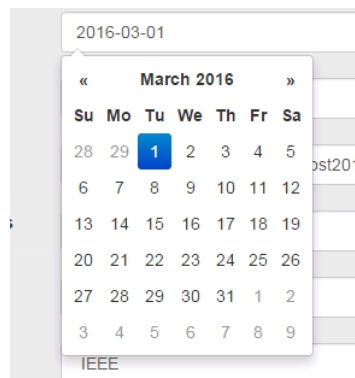 2016-03-01
« March 2016 »
Su Mo Tu We Th Fr Sa
28 29 1 2 3 4 5
6 7 8 9 10 11 12
13 14 15 16 17 18 19
20 21 22 23 24 25 26
27 28 29 30 31 1 2
3 4 5 6 7 8 9
IEEE